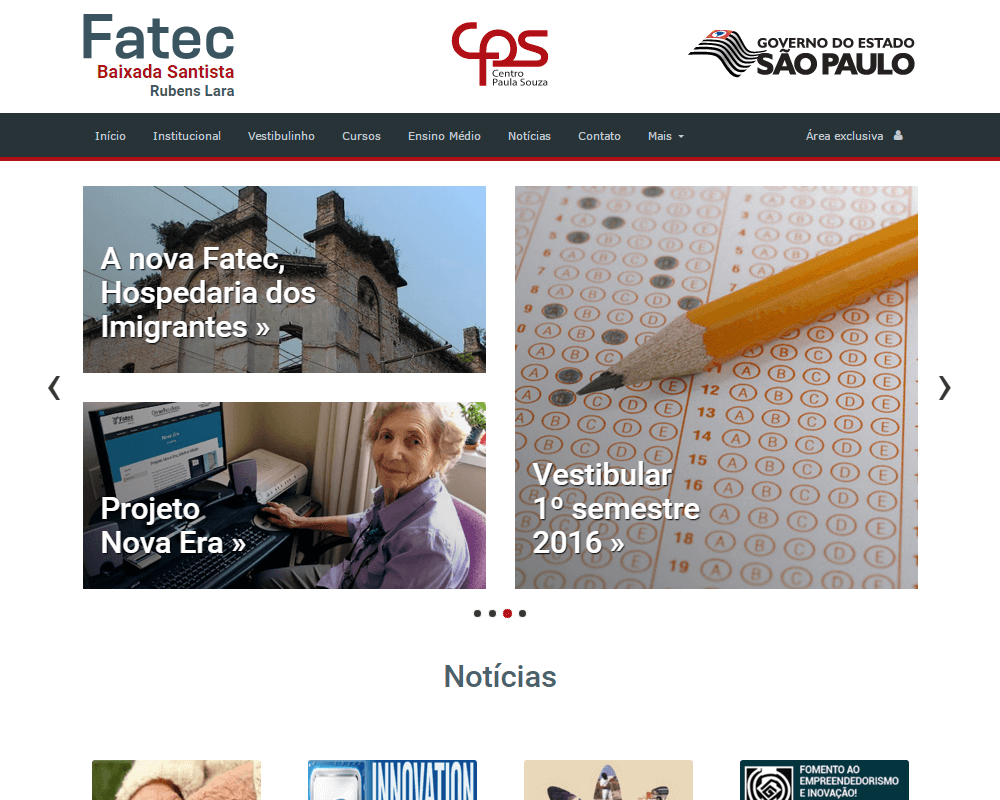 Fatec
Baixada Santista
Rubens Lara
CPS
Centro
Paula Souza
GOVERNO DO ESTADO
SÃO PAULO
Início Institucional Vestibulinho Cursos Ensino Médio Notícias Contato Mais Área exclusiva
A nova Fatec,
Hospedaria dos
Imigrantes »
Projeto
Nova Era »
Vestibular
1º semestre
2016 »
Notícias
INNOVATION
FOMENTO AO
EMPREENDEDORISMO
E INOVAÇÃO!